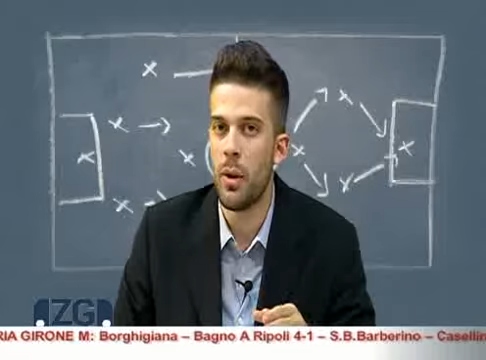 ZG
RIA GIRONE M: Borghigiana – Bagno A Ripoli 4-1 – S.B.Barberino – Casellin